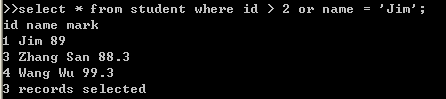 >>select * from student where id > 2 or name = 'Jim';
id name mark
1 Jim 89
3 Zhang San 88.3
4 Wang Wu 99.3
3 records selected